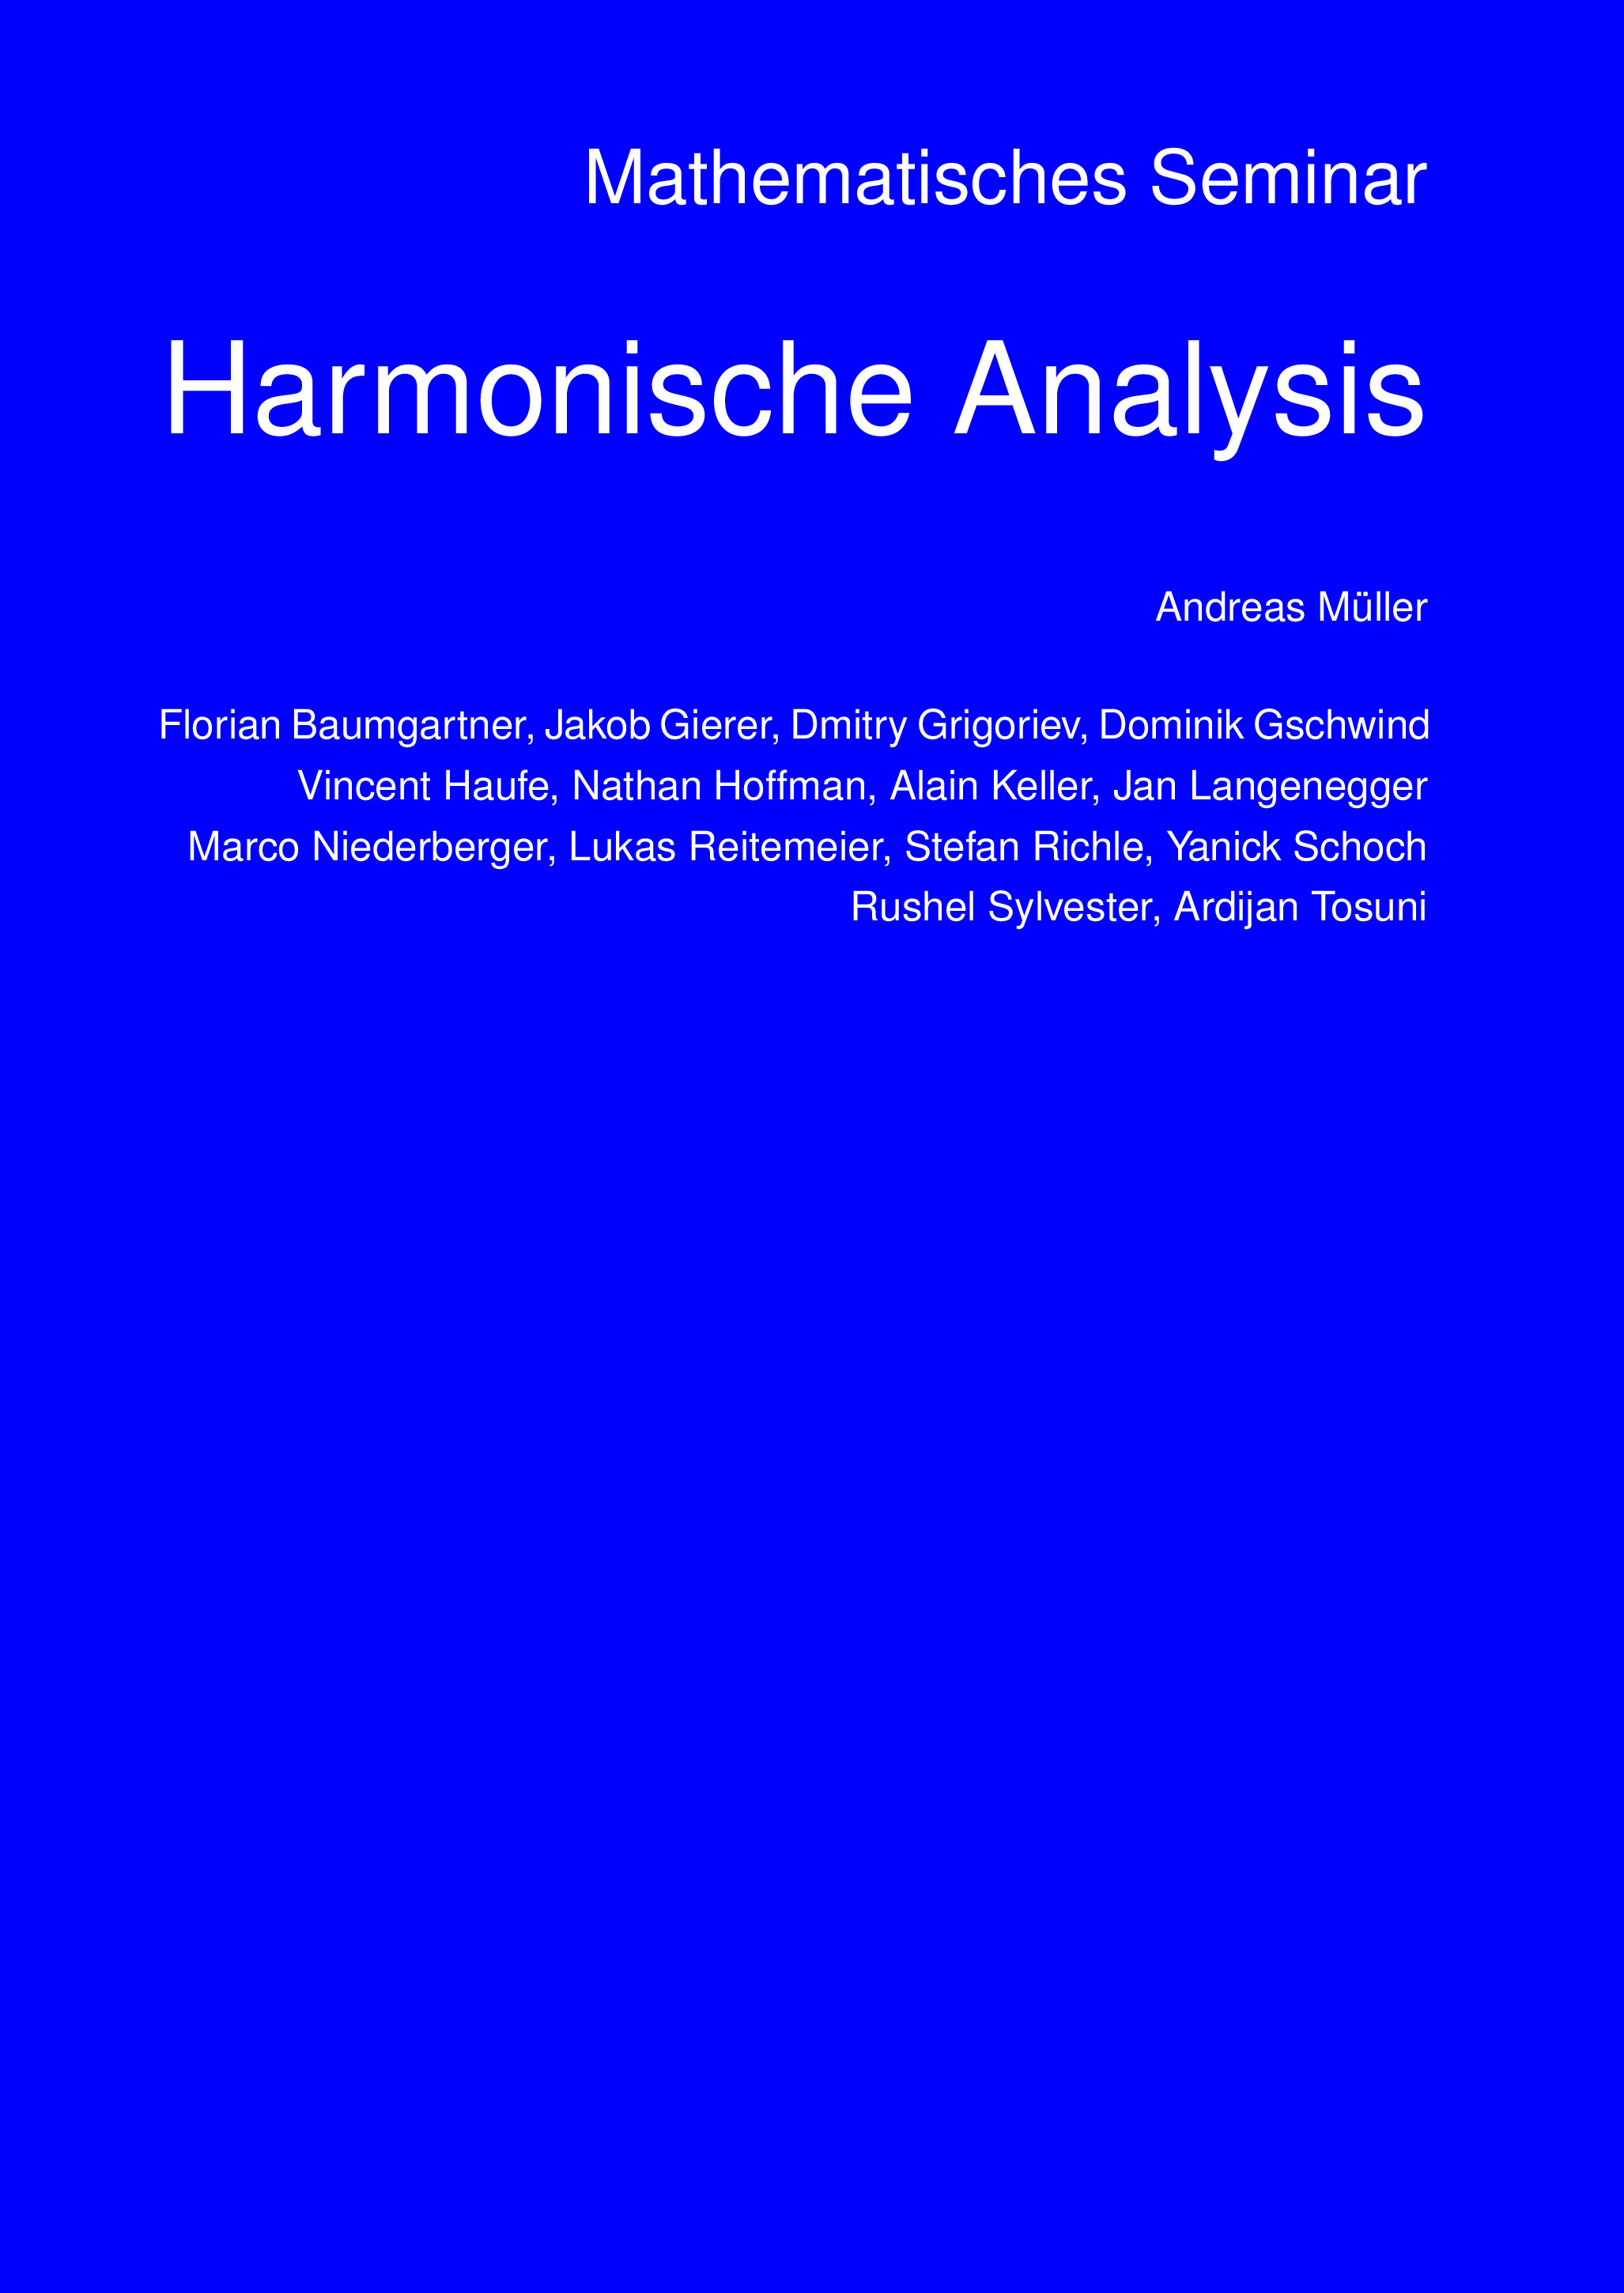 Mathematisches Seminar
Harmonische Analysis
Andreas Müller
Florian Baumgartner, Jakob Gierer, Dmitry Grigoriev, Dominik Gschwind
Vincent Haufe, Nathan Hoffman, Alain Keller, Jan Langenegger
Marco Niederberger, Lukas Reitemeier, Stefan Richle, Yanick Schoch
Rushel Sylvester, Ardijan Tosuni